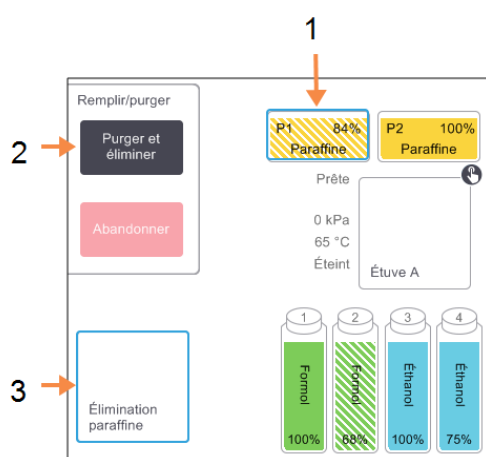 1
Remplir/purger
2
Purger et
éliminer
Abandonner
P1 84%
Paraffine
P2 100%
Paraffine
Prête
0 kPa
65 °C
Éteint
Étuve A
3
Élimination
paraffine
1
Formol
100%
2
Formol
68%
3
Éthanol
100%
4
Éthanol
75%